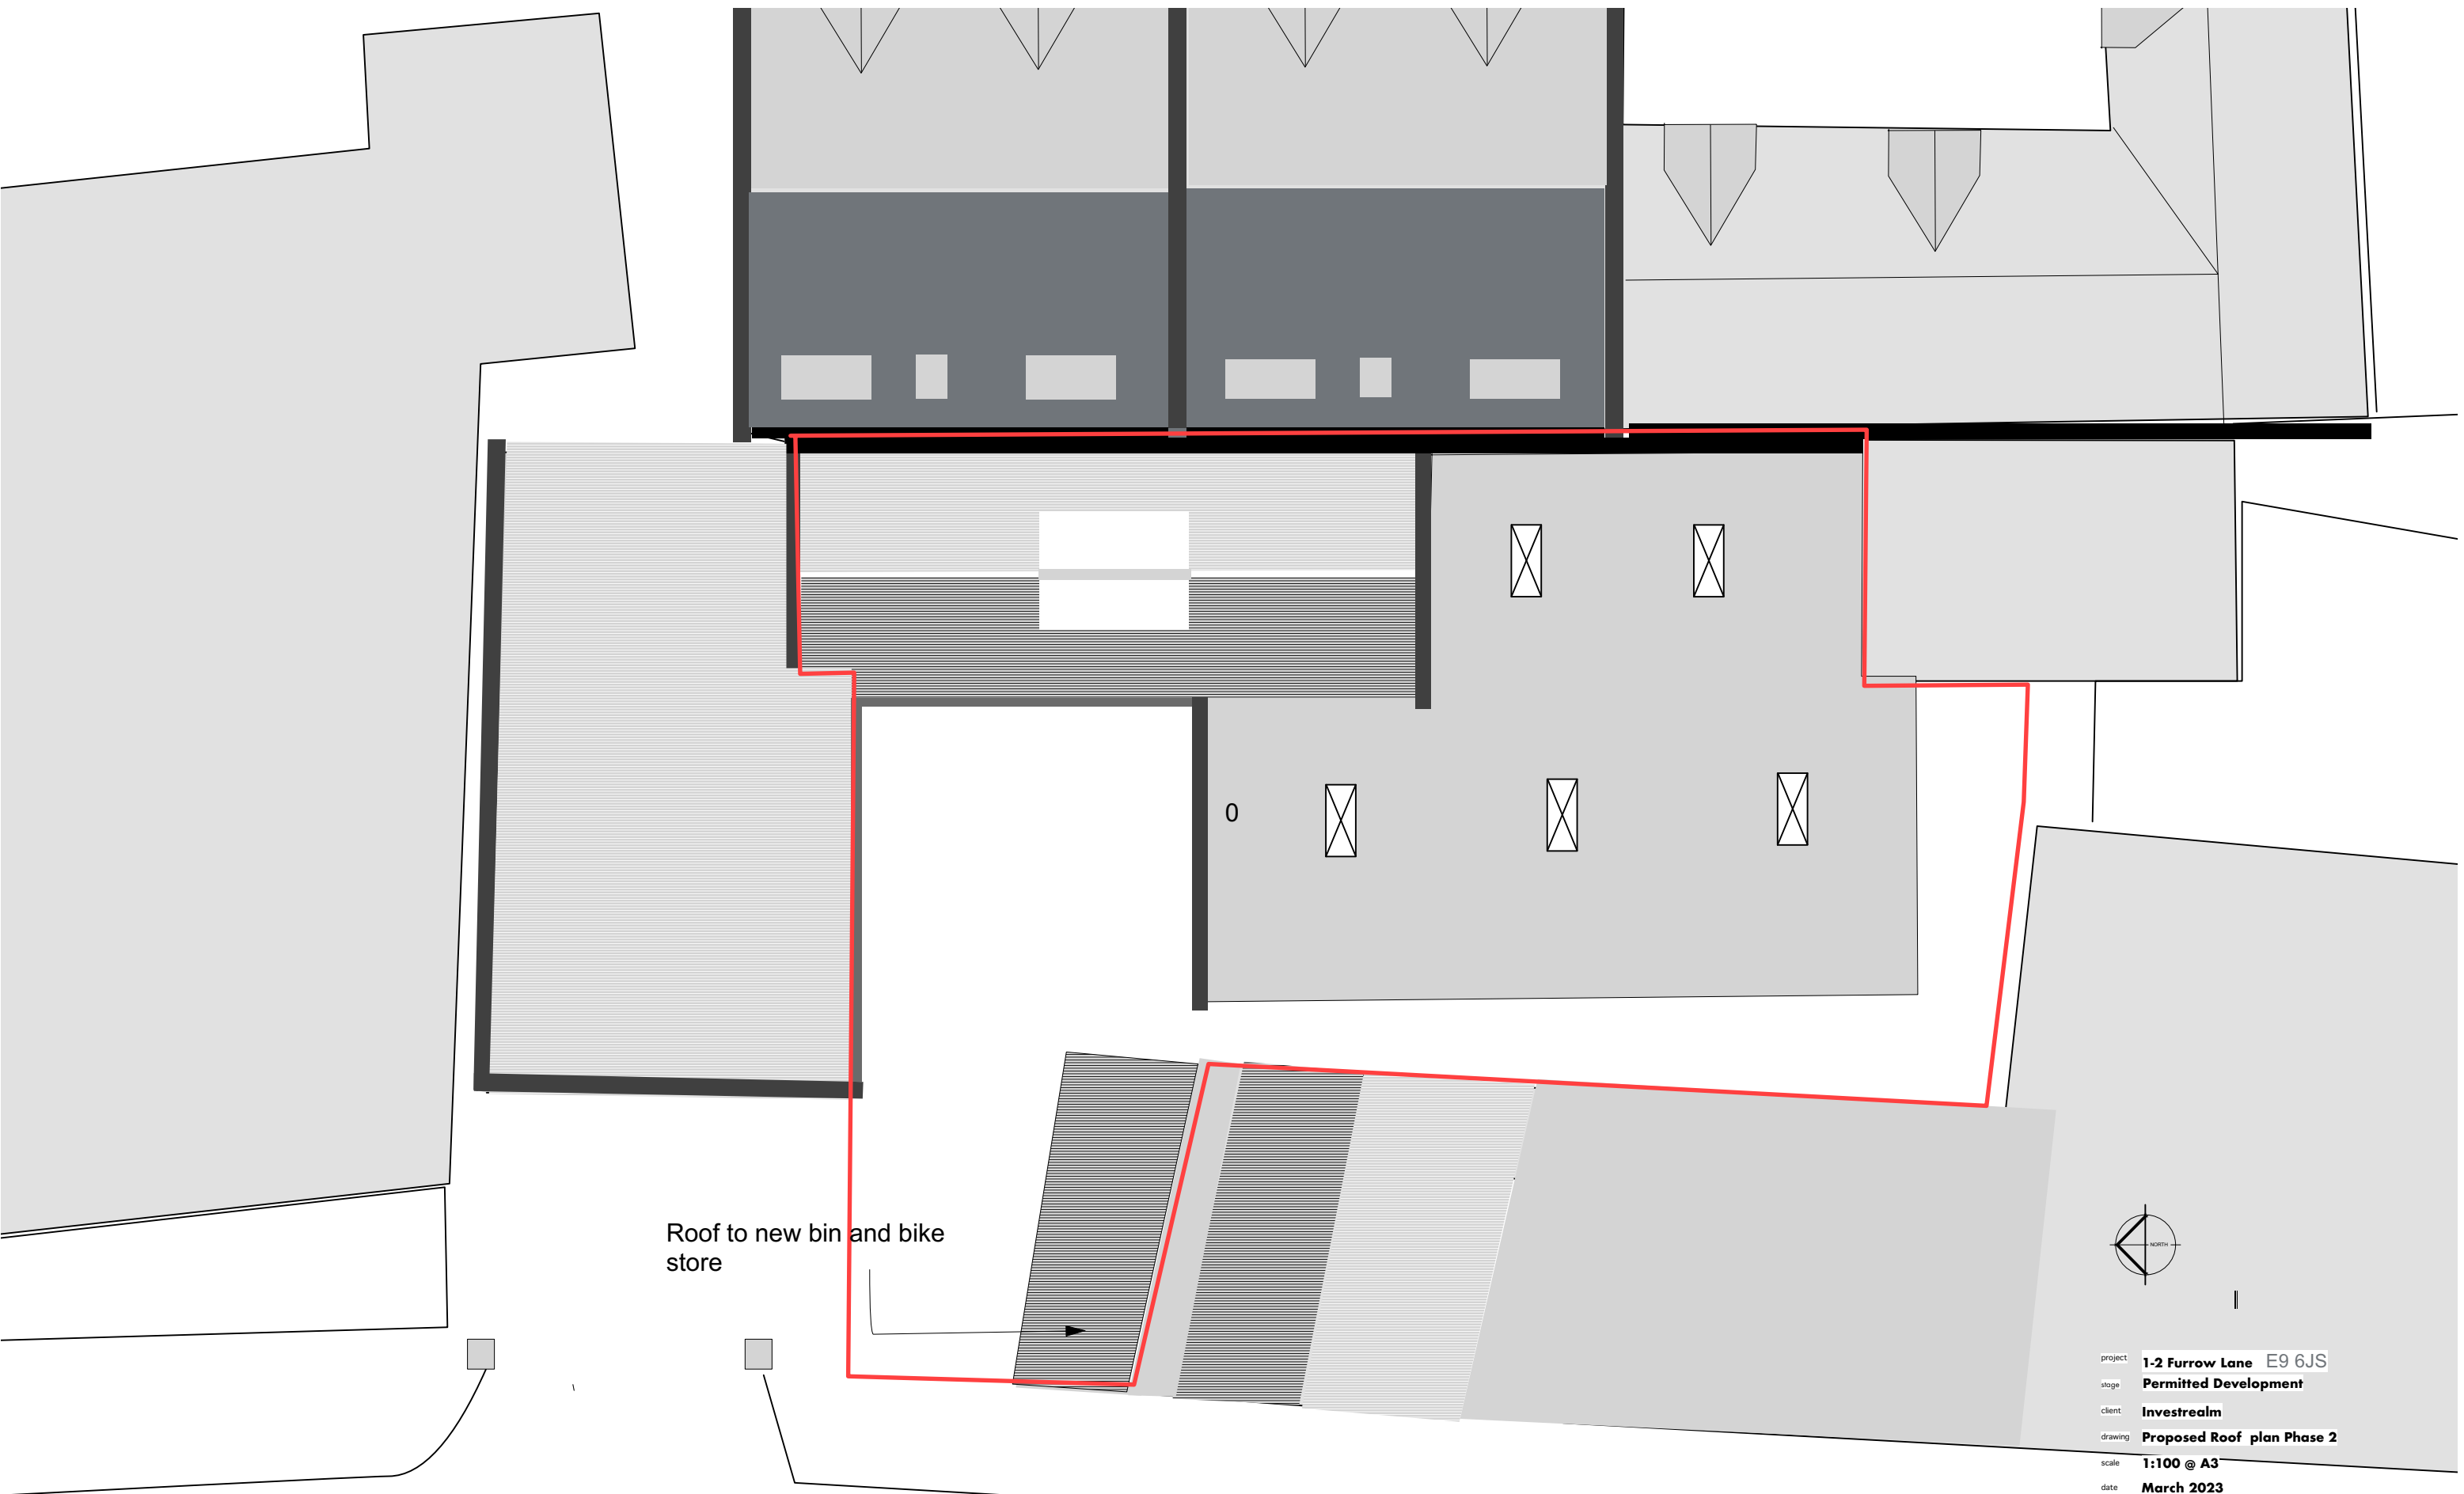 0
Roof to new bin and bike
store
NORTH
project 1-2 Furrow Lane E9 6JS
stage Permitted Development
client Investrealm
drawing Proposed Roof plan Phase 2
scale 1:100 @ A3
date March 2023